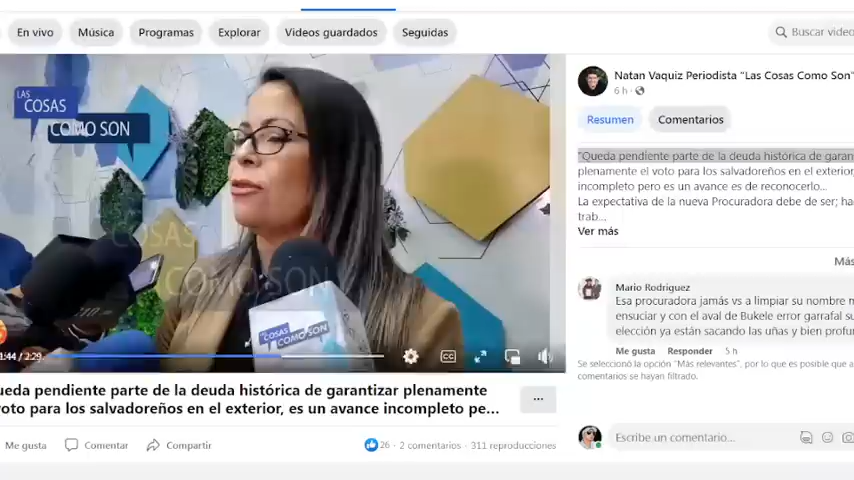 En vivo
Música
Programas
Explorar
Videos guardados
Seguidas
Buscar video
LAS
COSAS
COMO SON
COSAS
COMO SON
COSAS
COMO SON
1:44 / 2:29
ueda pendiente parte de la deuda histórica de garantizar plenamente
voto para los salvadoreños en el exterior, es un avance incompleto pe...
...
Me gusta
Comentar
Compartir
26 · 2 comentarios · 311 reproducciones
Natan Vaquiz Periodista "Las Cosas Como Son"
6 h ·
Resumen
Comentarios
"Queda pendiente parte de la deuda histórica de garan
plenamente el voto para los salvadoreños en el exterior,
incompleto pero es un avance es de reconocerlo...
La expectativa de la nueva Procuradora debe de ser; ha
trab...
Ver más
Más
Mario Rodriguez
Esa procuradora jamás vs a limpiar su nombre
ensuciar y con el aval de Bukele error garrafal su
elección ya están sacando las uñas y bien profu
Me gusta Responder 5 h
Se seleccionó la opción "Más relevantes", por lo que es posible que a
comentarios se hayan filtrado.
Escribe un comentario...